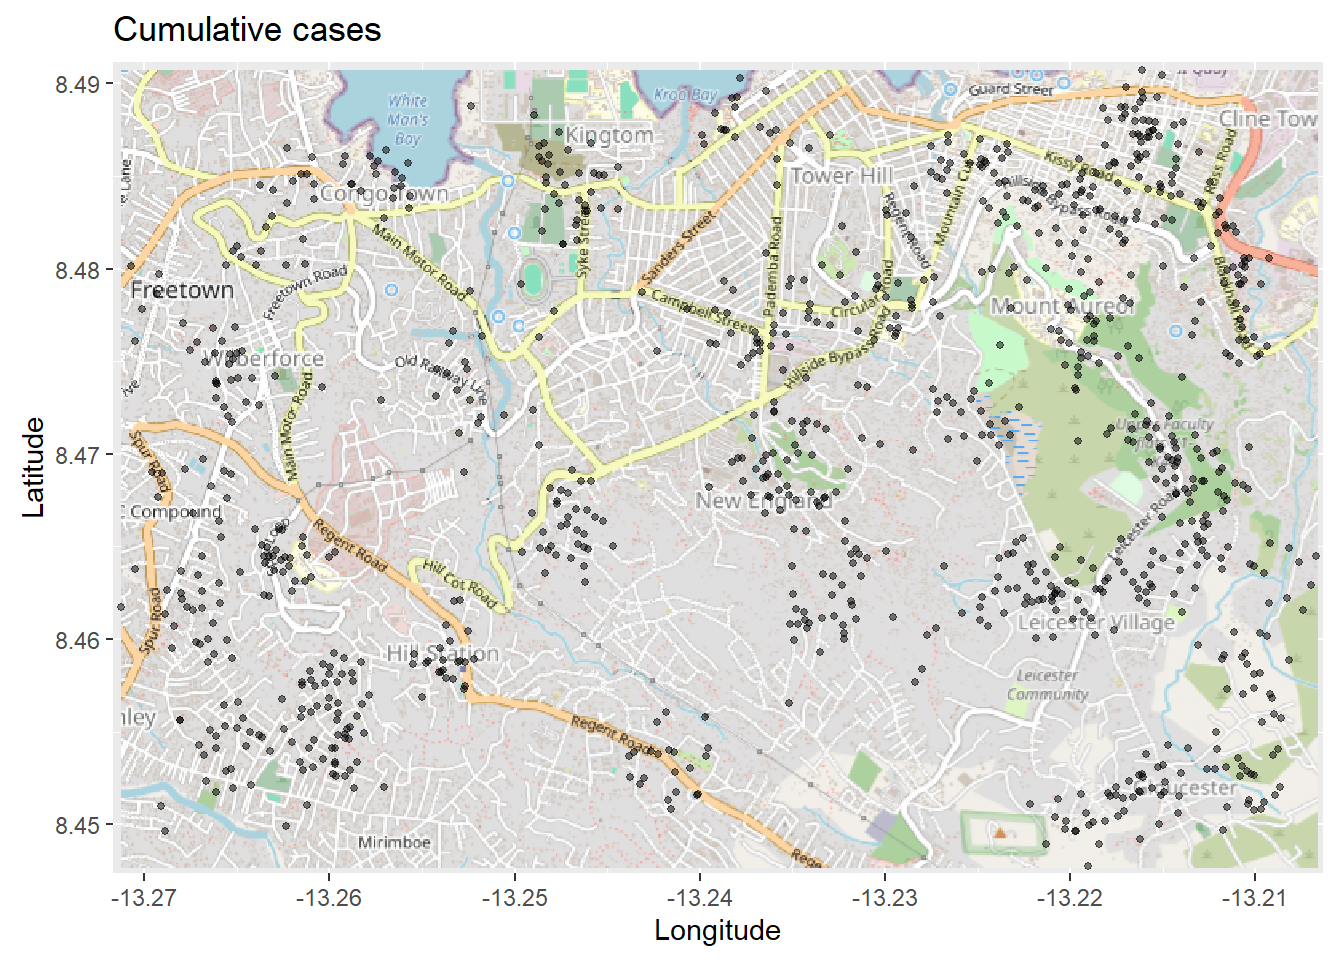 Cumulative cases
8.49
8.48
8.47
8.46
8.45
Latitude
White
Man's
Bay
Kroo Bay
Guard Street
Cline Tow
Kingtom
Tower Hill
Kissy Road
Ross Road
Congo Town
Hillside
Bypass Road
Mountain Cut
Regent Road
Main Motor Road
Syke Street
Sanders Street
Pademba Road
Freetown Road
Freetown
Campbell Street
Circular Road
Mount Aureol
Wilberforce
Old Railway Line
Hillside Bypass Road
Main Motor Road
Spur Road
New England
Compound
Regent Road
Leicester Road
Hill Cot Road
Spur Road
Leicester Village
Hill Station
Leicester
Community
Regent Road
Gloucester
Mirimboe
-13.27
-13.26
-13.25
-13.24
-13.23
-13.22
-13.21
Longitude